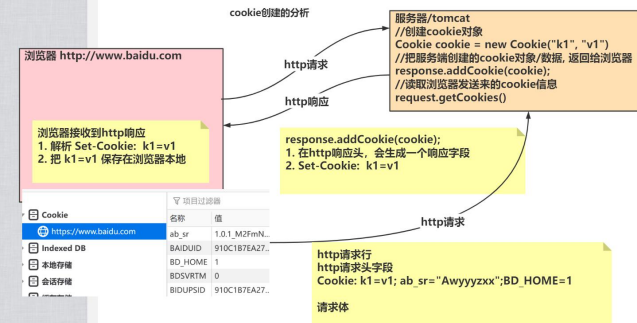 cookie创建的分析
服务器/tomcat
//创建cookie对象
Cookie cookie = new Cookie("k1", "v1")
//把服务端创建的cookie对象/数据, 返回给浏览器
response.addCookie(cookie);
//读取浏览器发送来的cookie信息
request.getCookies()
浏览器 http://www.baidu.com
http请求
http响应
浏览器接收到http响应
1. 解析 Set-Cookie: k1=v1
2. 把 k1=v1 保存在浏览器本地
response.addCookie(cookie);
1. 在http响应头，会生成一个响应字段
2. Set-Cookie: k1=v1
项目过滤器
Cookie
名称 值
https://www.baidu.com
ab_sr 1.0.1_M2FmN...
Indexed DB
BAIDUID 910C1B7EA27...
BD_HOME 1
本地存储
BDSVRTM 0
会话存储
BIDUPSID 910C1B7EA27...
http请求
http请求行
http请求头字段
Cookie: k1=v1; ab_sr="Awyyyzxx";BD_HOME=1
请求体